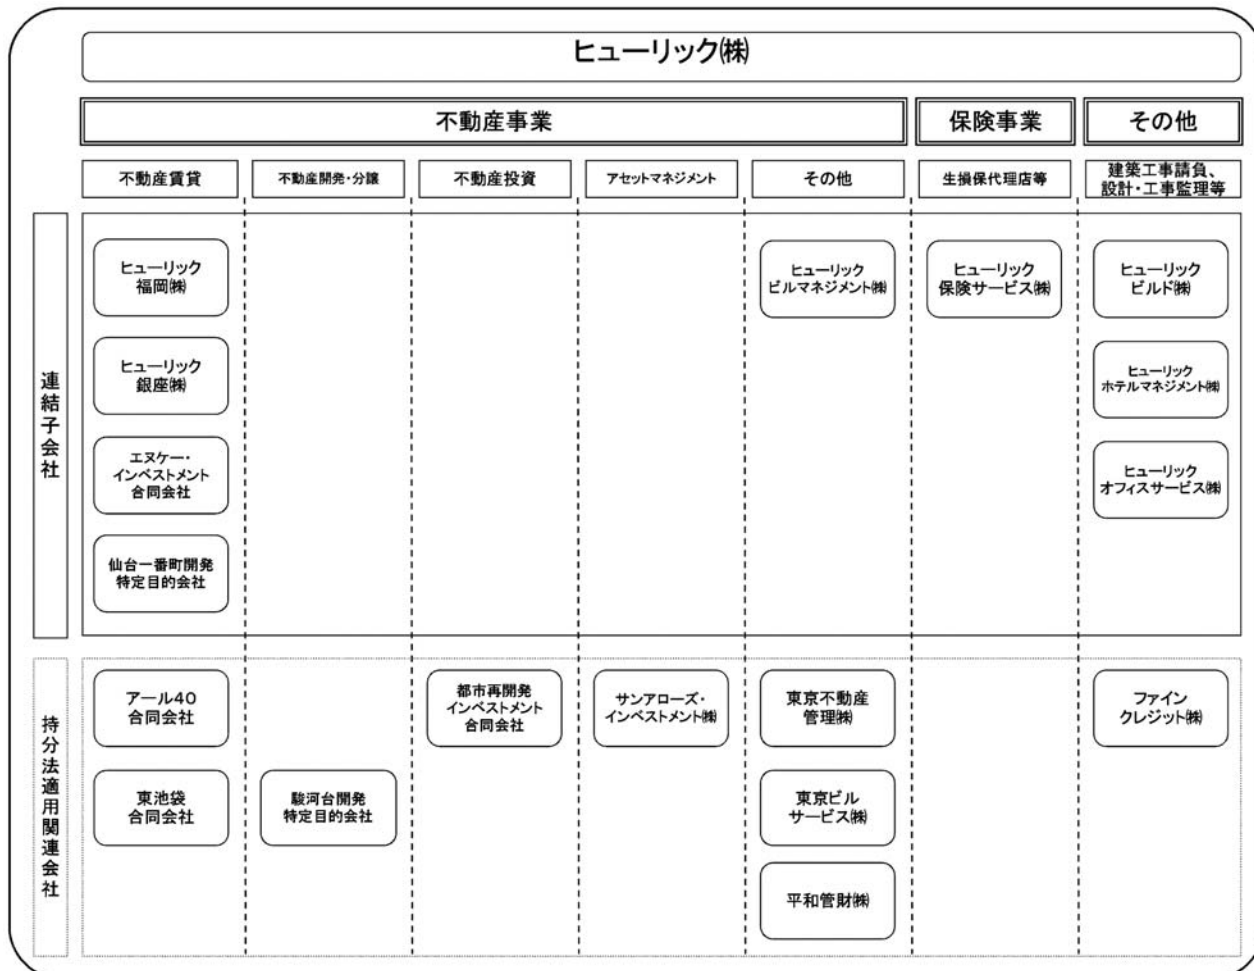 ヒューリック㈱
不動産事業
保険事業
その他
不動産賃貸
不動産開発・分譲
不動産投資
アセットマネジメント
その他
生損保代理店等
建築工事請負、
設計・工事監理等
連結子会社
ヒューリック
福岡㈱
ヒューリック
銀座㈱
エヌケー・
インベストメント
合同会社
仙台一番町開発
特定目的会社
ヒューリック
ビルマネジメント㈱
ヒューリック
保険サービス㈱
ヒューリック
ビルド㈱
ヒューリック
ホテルマネジメント㈱
ヒューリック
オフィスサービス㈱
持分法適用関連会社
アール40
合同会社
東池袋
合同会社
駿河台開発
特定目的会社
都市再開発
インベストメント
合同会社
サンアローズ・
インベストメント㈱
東京不動産
管理㈱
東京ビル
サービス㈱
平和管財㈱
ファイン
クレジット㈱